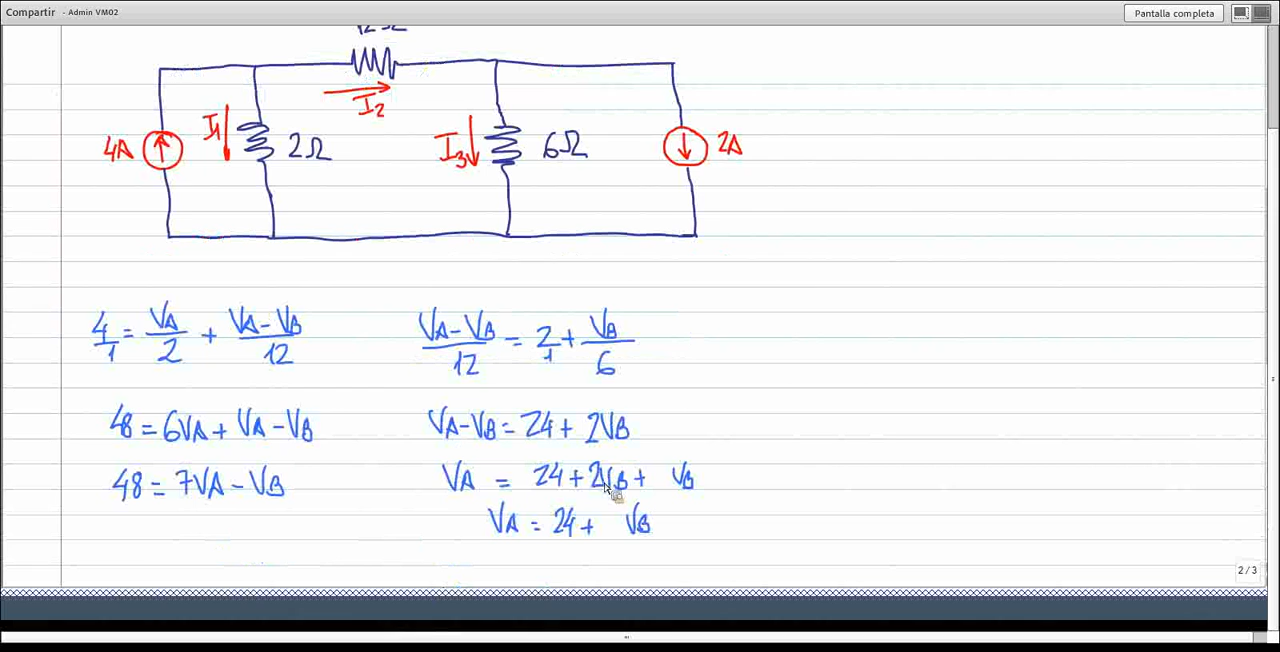 Compartir - Admin VM02
Pantalla completa
12Ω
I2
4A I1 2Ω I3 6Ω 2A
4/1 = VA/2 + VA-VB/12
VA-VB/12 = 2/1 + VB/6
48 = 6VA + VA - VB
VA-VB = 24 + 2VB
48 = 7VA - VB
VA = 24 + 2VB + VB
VA = 24 + VB
2 / 3